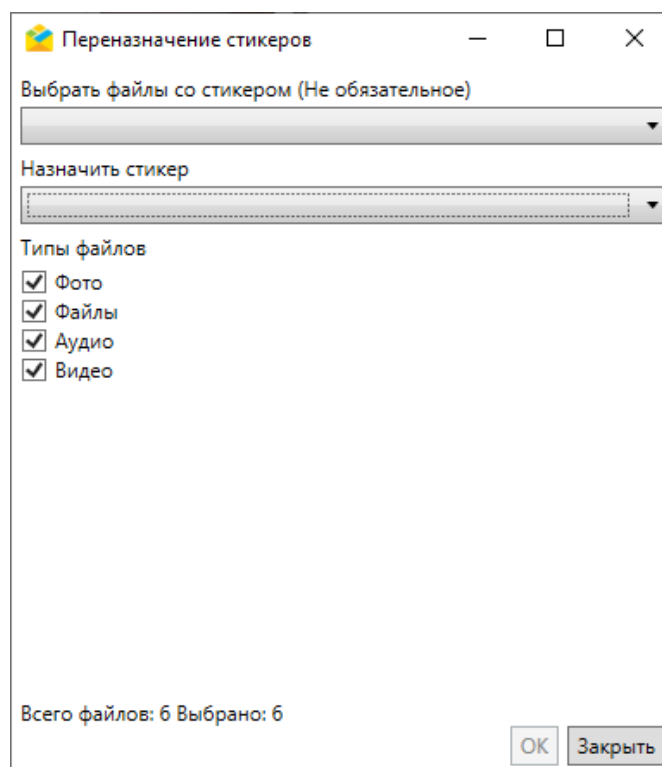 Переназначение стикеров
Выбрать файлы со стикером (Не обязательное)
Назначить стикер
Типы файлов
Фото
Файлы
Аудио
Видео
Всего файлов: 6 Выбрано: 6
OK Закрыть